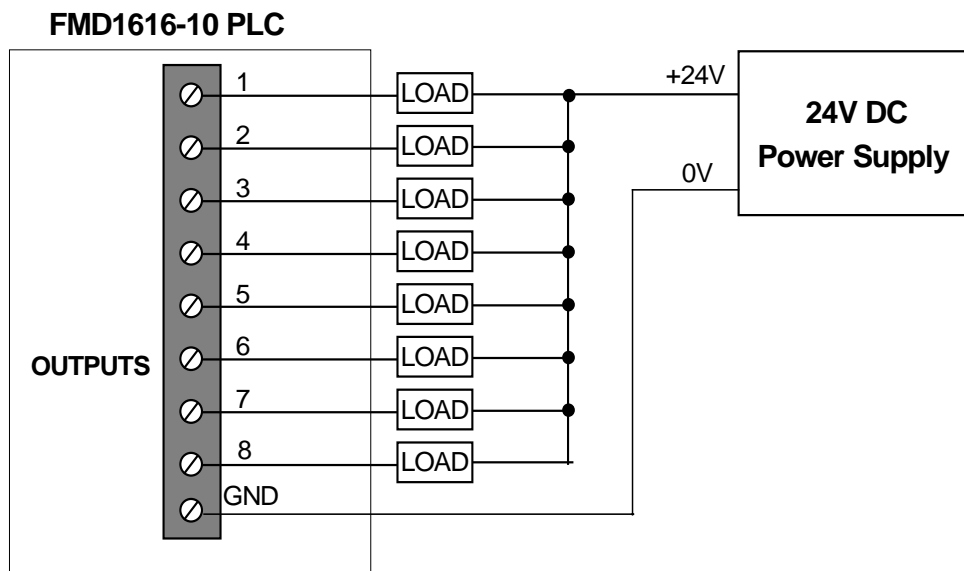 FMD1616-10 PLC
1
LOAD
+24V
24V DC
Power Supply
2
LOAD
0V
3
LOAD
4
LOAD
5
LOAD
6
LOAD
OUTPUTS
7
LOAD
8
LOAD
GND